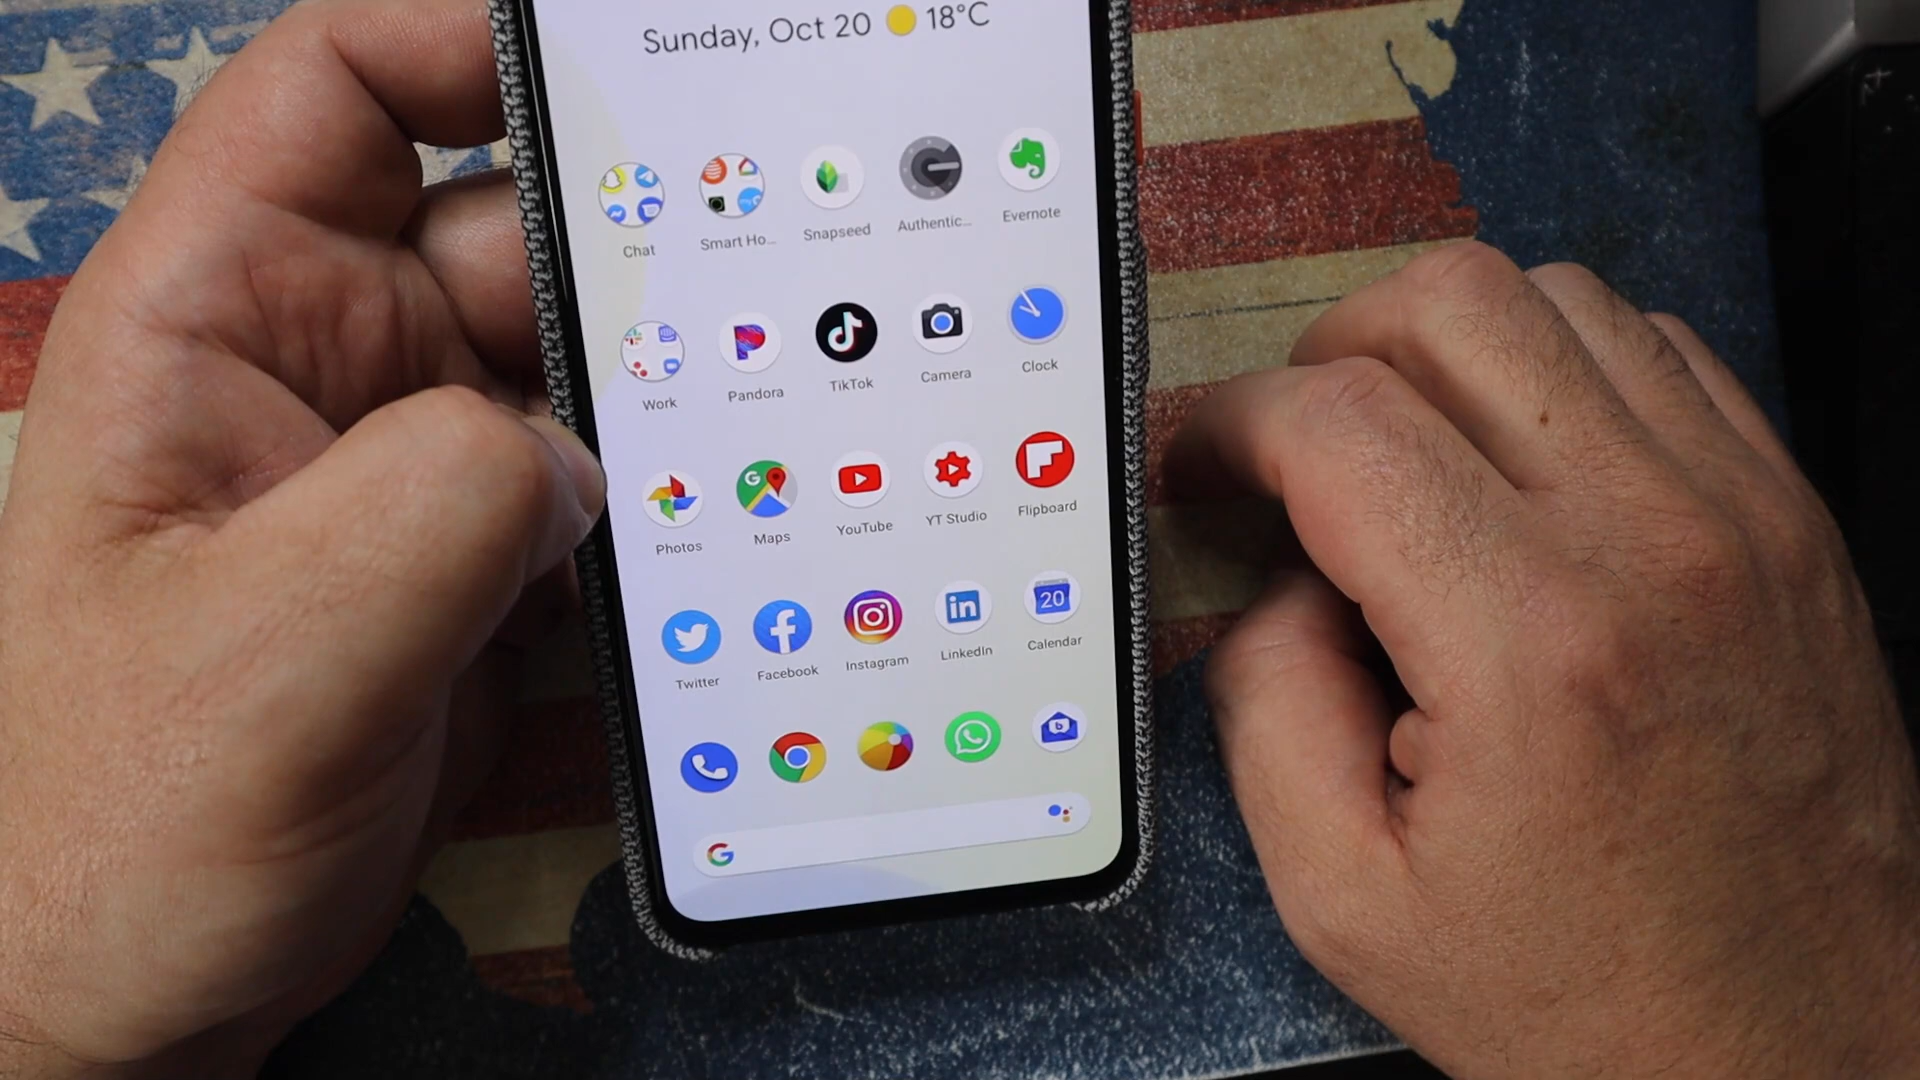 Sunday, Oct 20 18°C
Chat Smart Ho... Snapseed Authentic... Evernote
Work Pandora TikTok Camera Clock
G
Photos Maps YouTube YT Studio Flipboard
in 20
Twitter Facebook Instagram LinkedIn Calendar
b
G